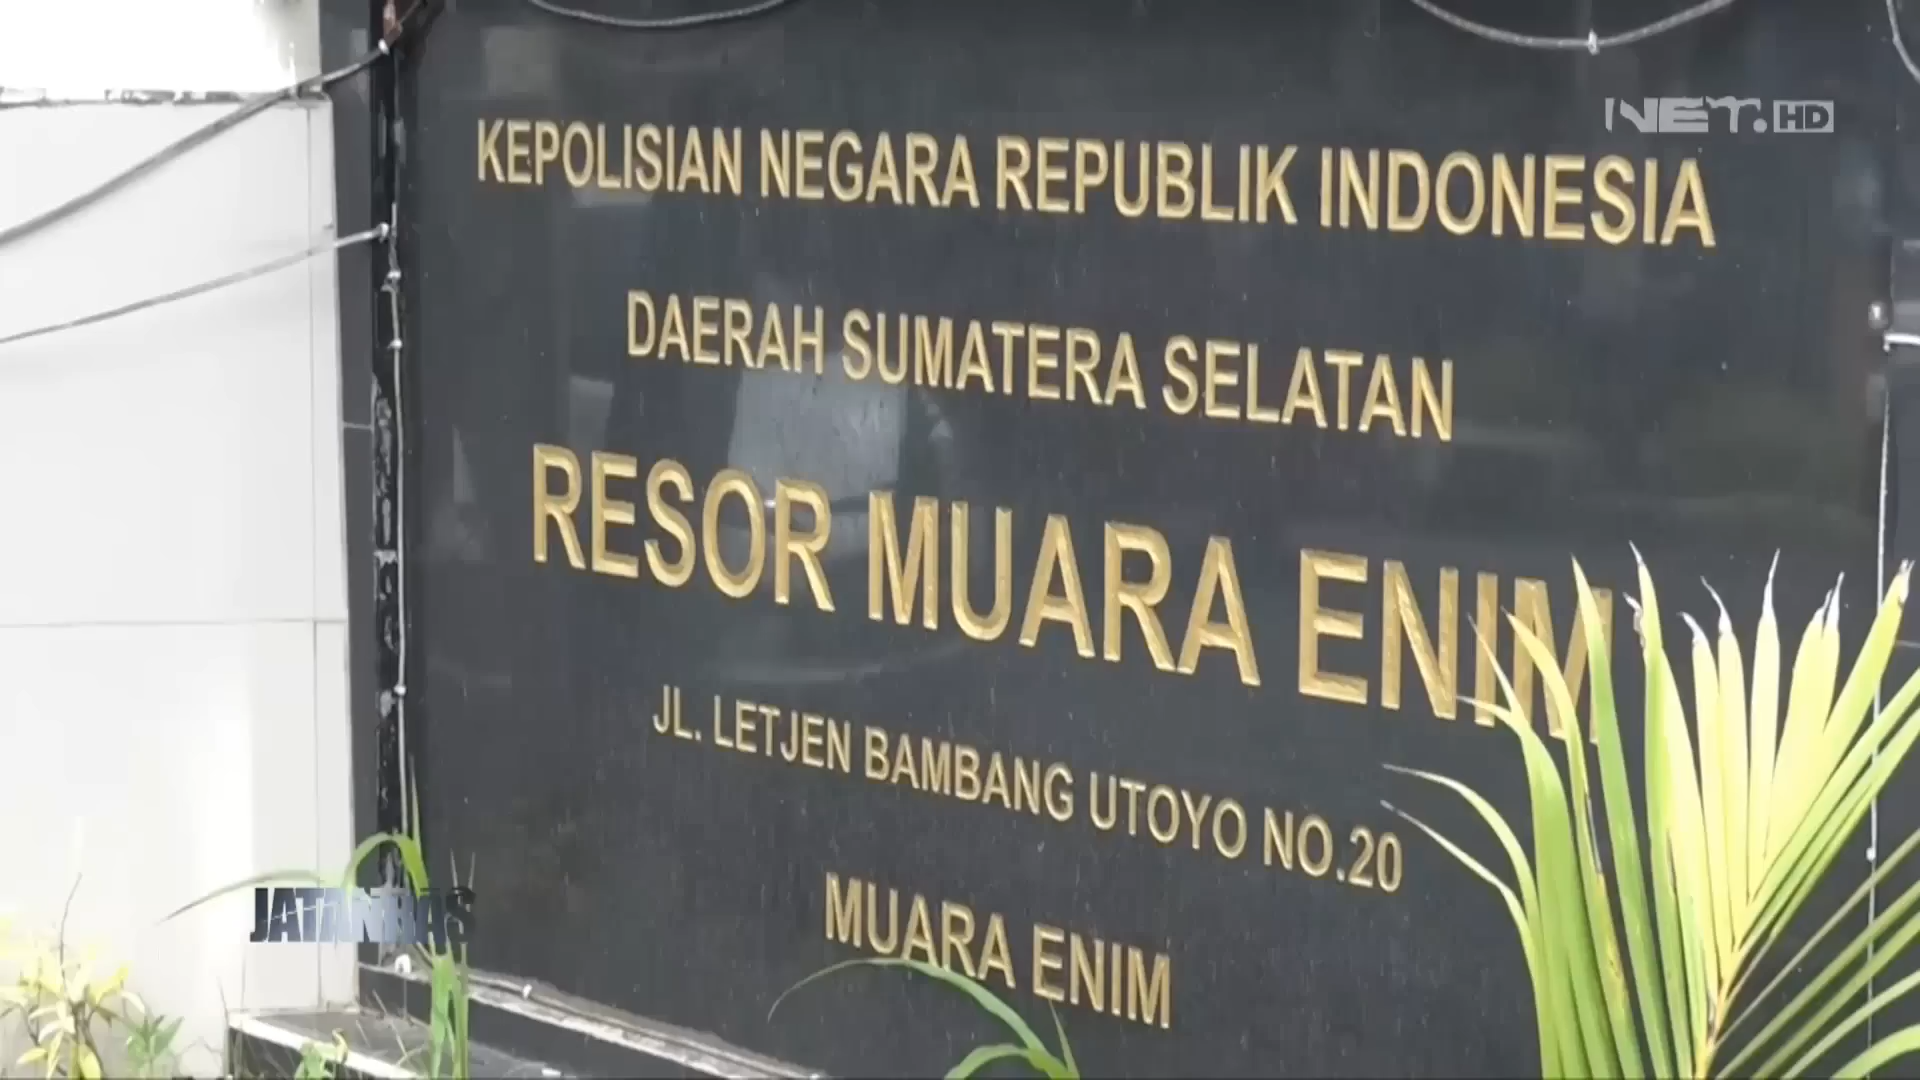 NET.HD
KEPOLISIAN NEGARA REPUBLIK INDONESIA
DAERAH SUMATERA SELATAN
RESOR MUARA ENIM
JL. LETJEN BAMBANG UTOYO NO.20
MUARA ENIM
JATANRAS